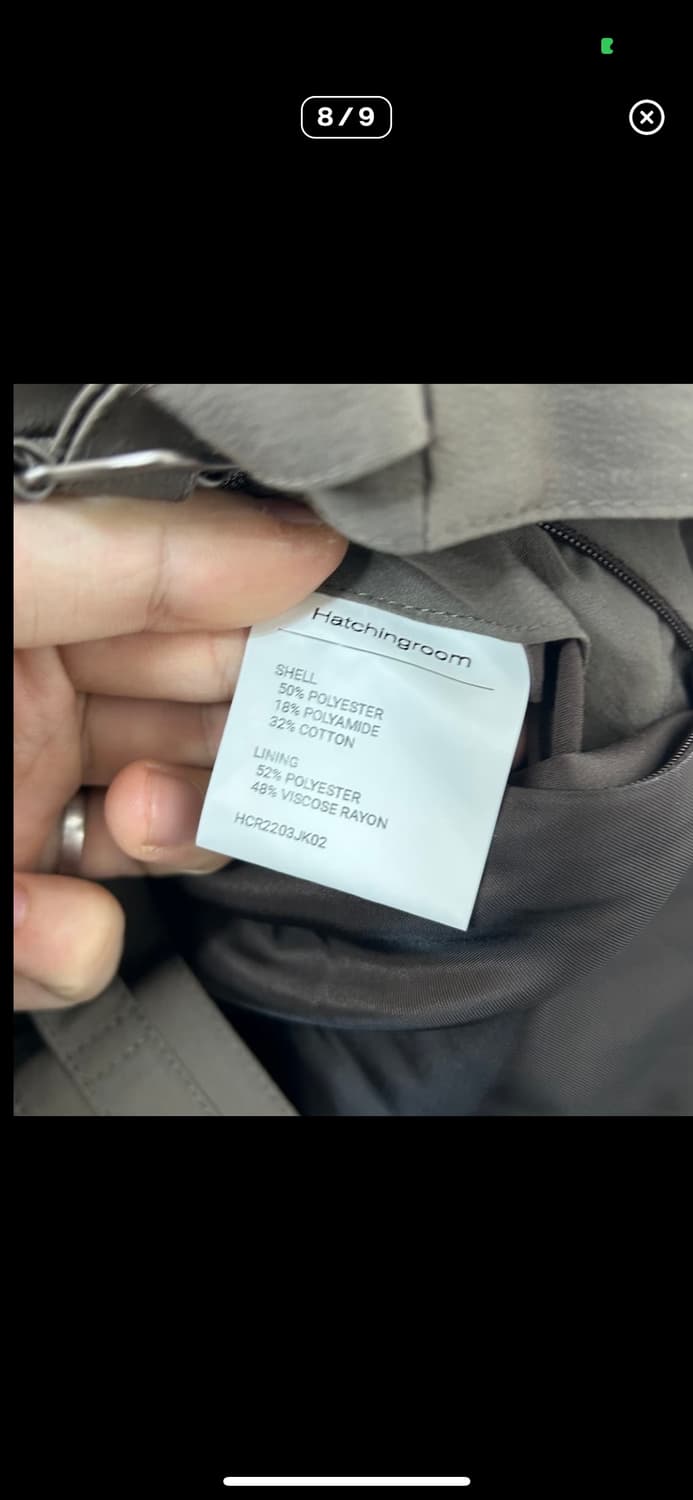 8/9
Hatchingroom
SHELL
50% POLYESTER
18% POLYAMIDE
32% COTTON
LINING
52% POLYESTER
48% VISCOSE RAYON
HCR2203JK02